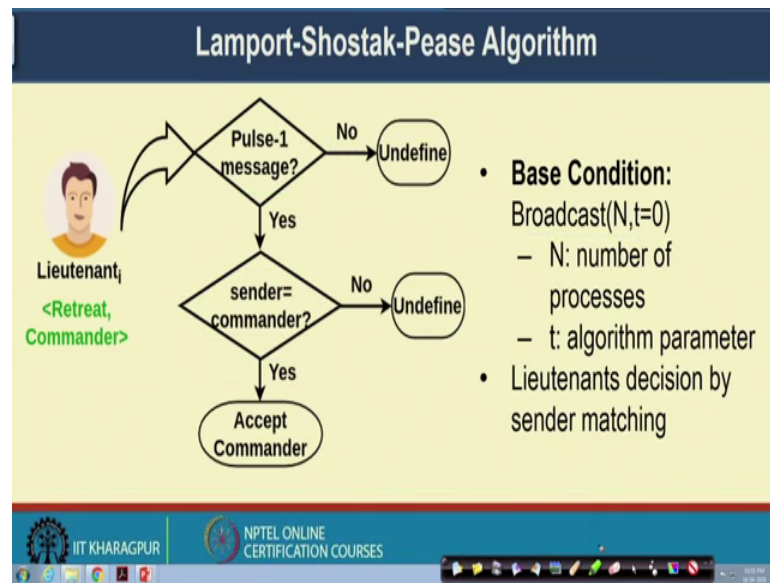 Lamport-Shostak-Pease Algorithm
Pulse-1
message?
No
Undefine
Yes
Lieutenanti
<Retreat,
Commander>
sender=
commander?
No
Undefine
Yes
Accept
Commander
• Base Condition:
Broadcast(N,t=0)
– N: number of
processes
– t: algorithm parameter
• Lieutenants decision by
sender matching
IIT KHARAGPUR
NPTEL ONLINE
CERTIFICATION COURSES